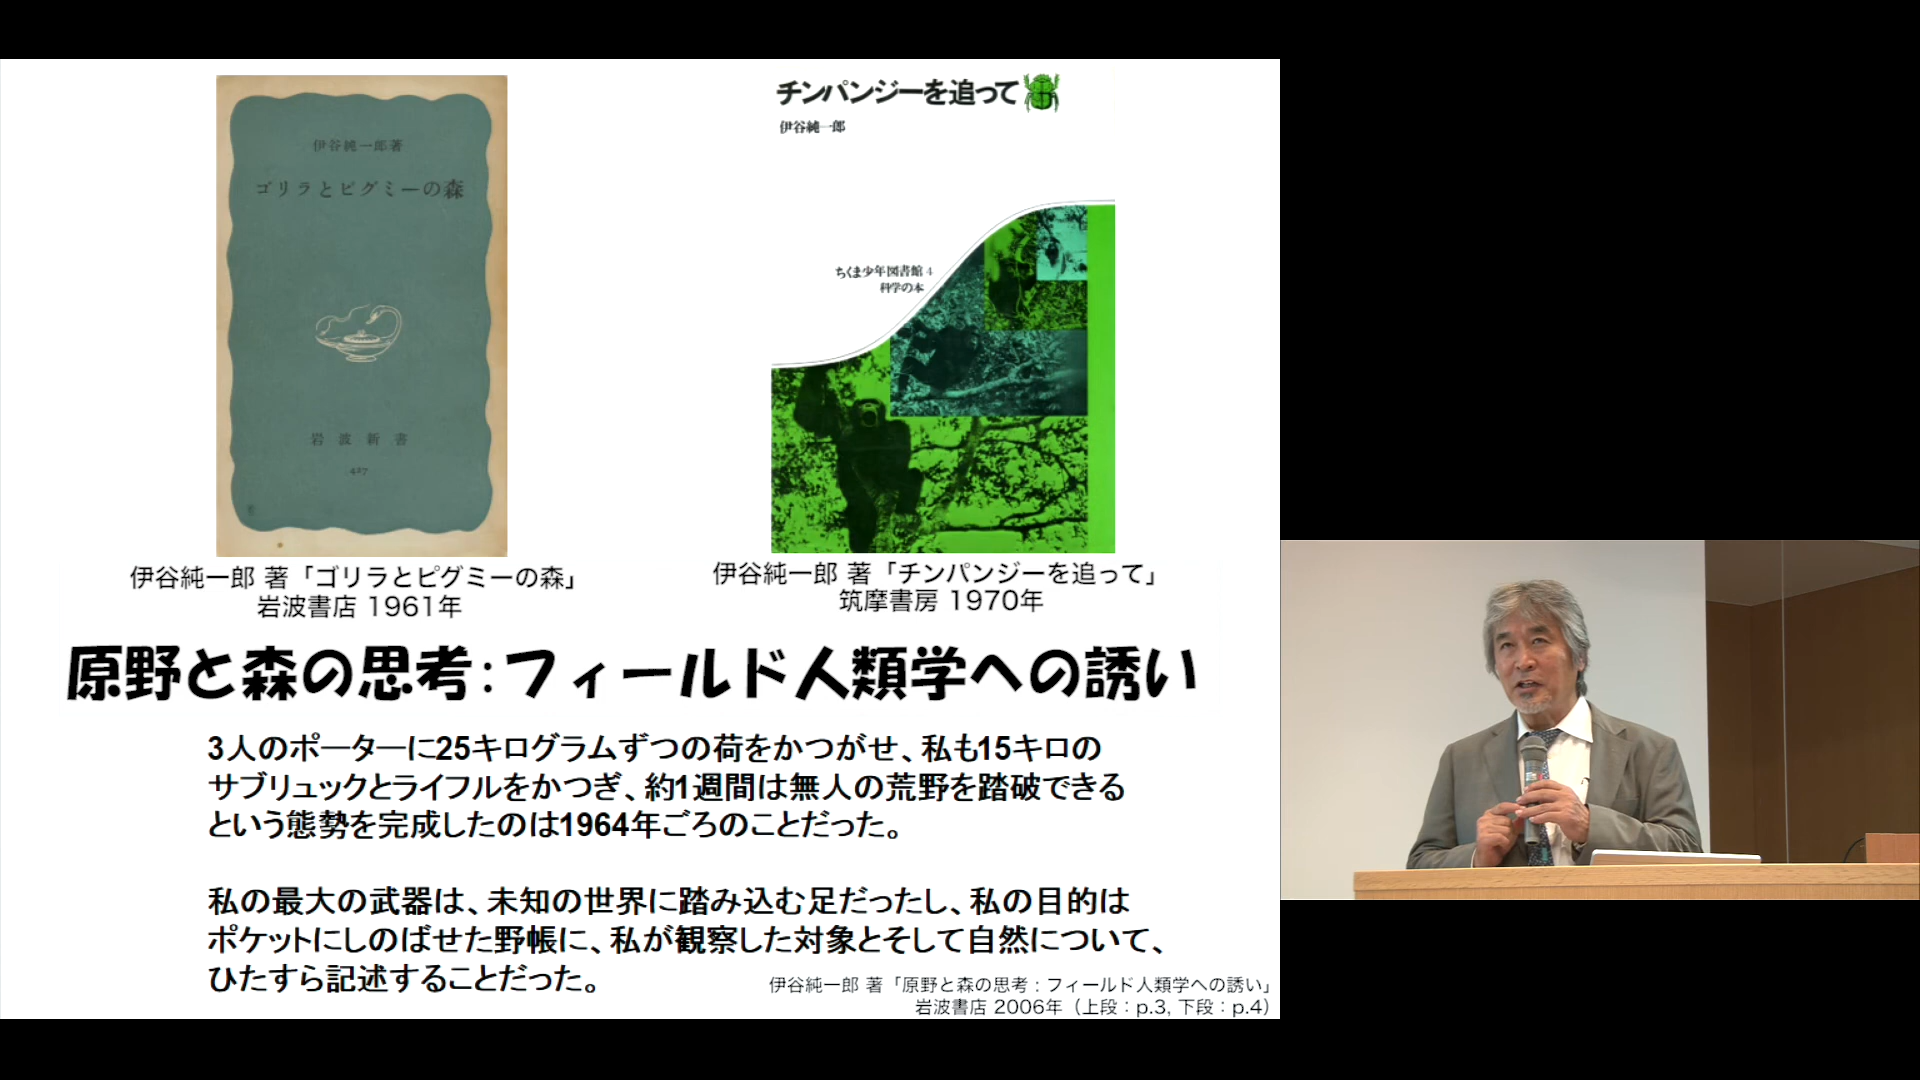 伊谷純一郎著
ゴリラとピグミーの森
岩波新書
427
伊谷純一郎 著「ゴリラとピグミーの森」
岩波書店 1961年
チンパンジーを追って
伊谷純一郎
ちくま少年図書館 4
科学の本
伊谷純一郎 著「チンパンジーを追って」
筑摩書房 1970年
原野と森の思考:フィールド人類学への誘い
3人のポーターに25キログラムずつの荷をかつがせ、私も15キロの
サブリュックとライフルをかつぎ、約1週間は無人の荒野を踏破できる
という態勢を完成したのは1964年ごろのことだった。
私の最大の武器は、未知の世界に踏み込む足だったし、私の目的は
ポケットにしのばせた野帳に、私が観察した対象とそして自然について、
ひたすら記述することだった。
伊谷純一郎 著「原野と森の思考:フィールド人類学への誘い」
岩波書店 2006年（上段：p.3, 下段：p.4）